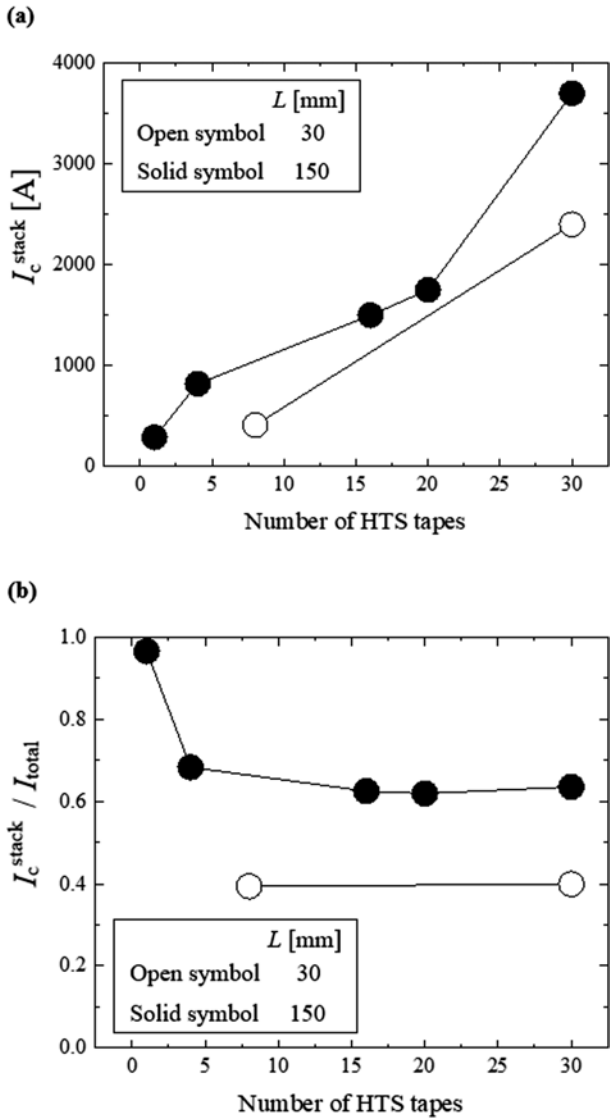 (a)
4000
3000
2000
1000
0
I_c^stack [A]
L [mm]
Open symbol 30
Solid symbol 150
0 5 10 15 20 25 30
Number of HTS tapes
(b)
1.0
0.8
0.6
0.4
0.2
0.0
I_c^stack / I_total
L [mm]
Open symbol 30
Solid symbol 150
0 5 10 15 20 25 30
Number of HTS tapes